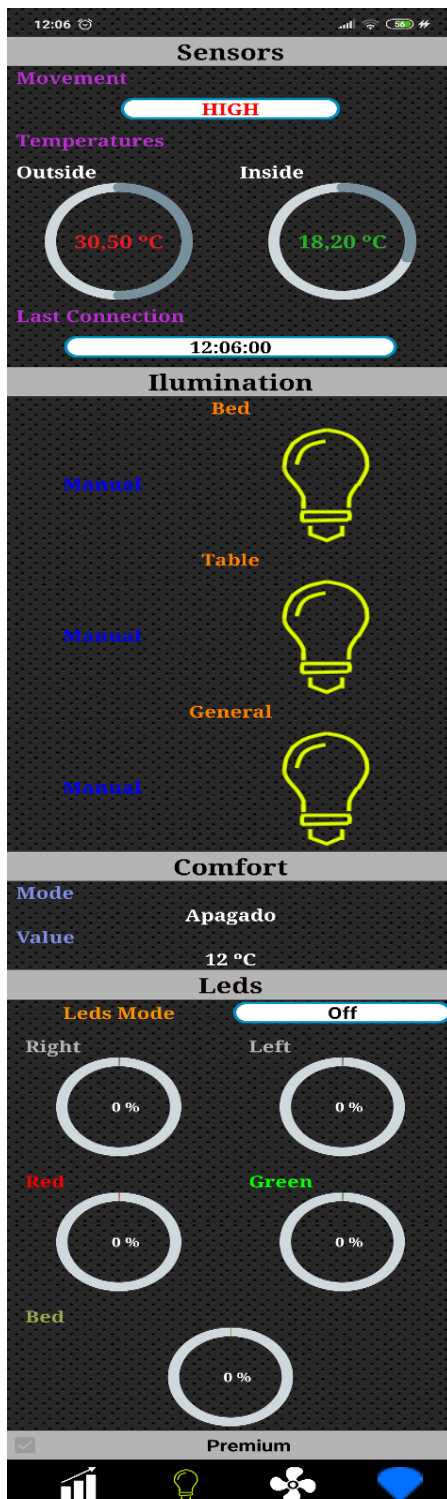 12:06 56
Sensors
Movement
HIGH
Temperatures
Outside Inside
30,50 ºC 18,20 ºC
Last Connection
12:06:00
Ilumination
Bed
Manual
Table
Manual
General
Manual
Comfort
Mode
Apagado
Value
12 ºC
Leds
Leds Mode Off
Right Left
0 % 0 %
Red Green
0 % 0 %
Bed
0 %
Premium